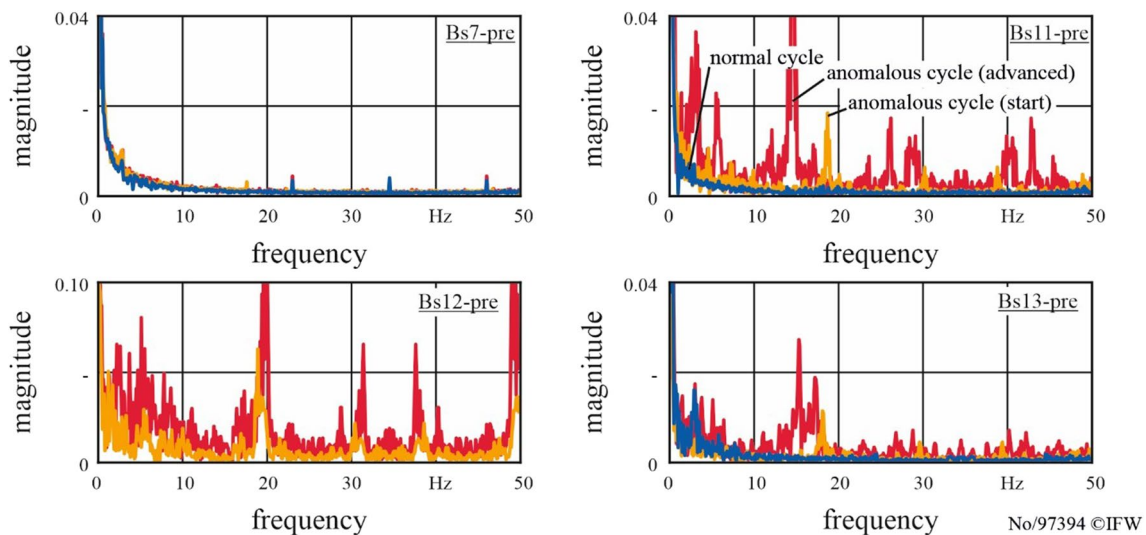 0.04
Bs7-pre
magnitude
-
0
0 10 20 30 Hz 50
frequency
0.04
Bs11-pre
normal cycle
anomalous cycle (advanced)
anomalous cycle (start)
magnitude
-
0
0 10 20 30 Hz 50
frequency
0.10
Bs12-pre
magnitude
-
0
0 10 20 30 Hz 50
frequency
0.04
Bs13-pre
magnitude
-
0
0 10 20 30 Hz 50
frequency
No/97394 ©IFW